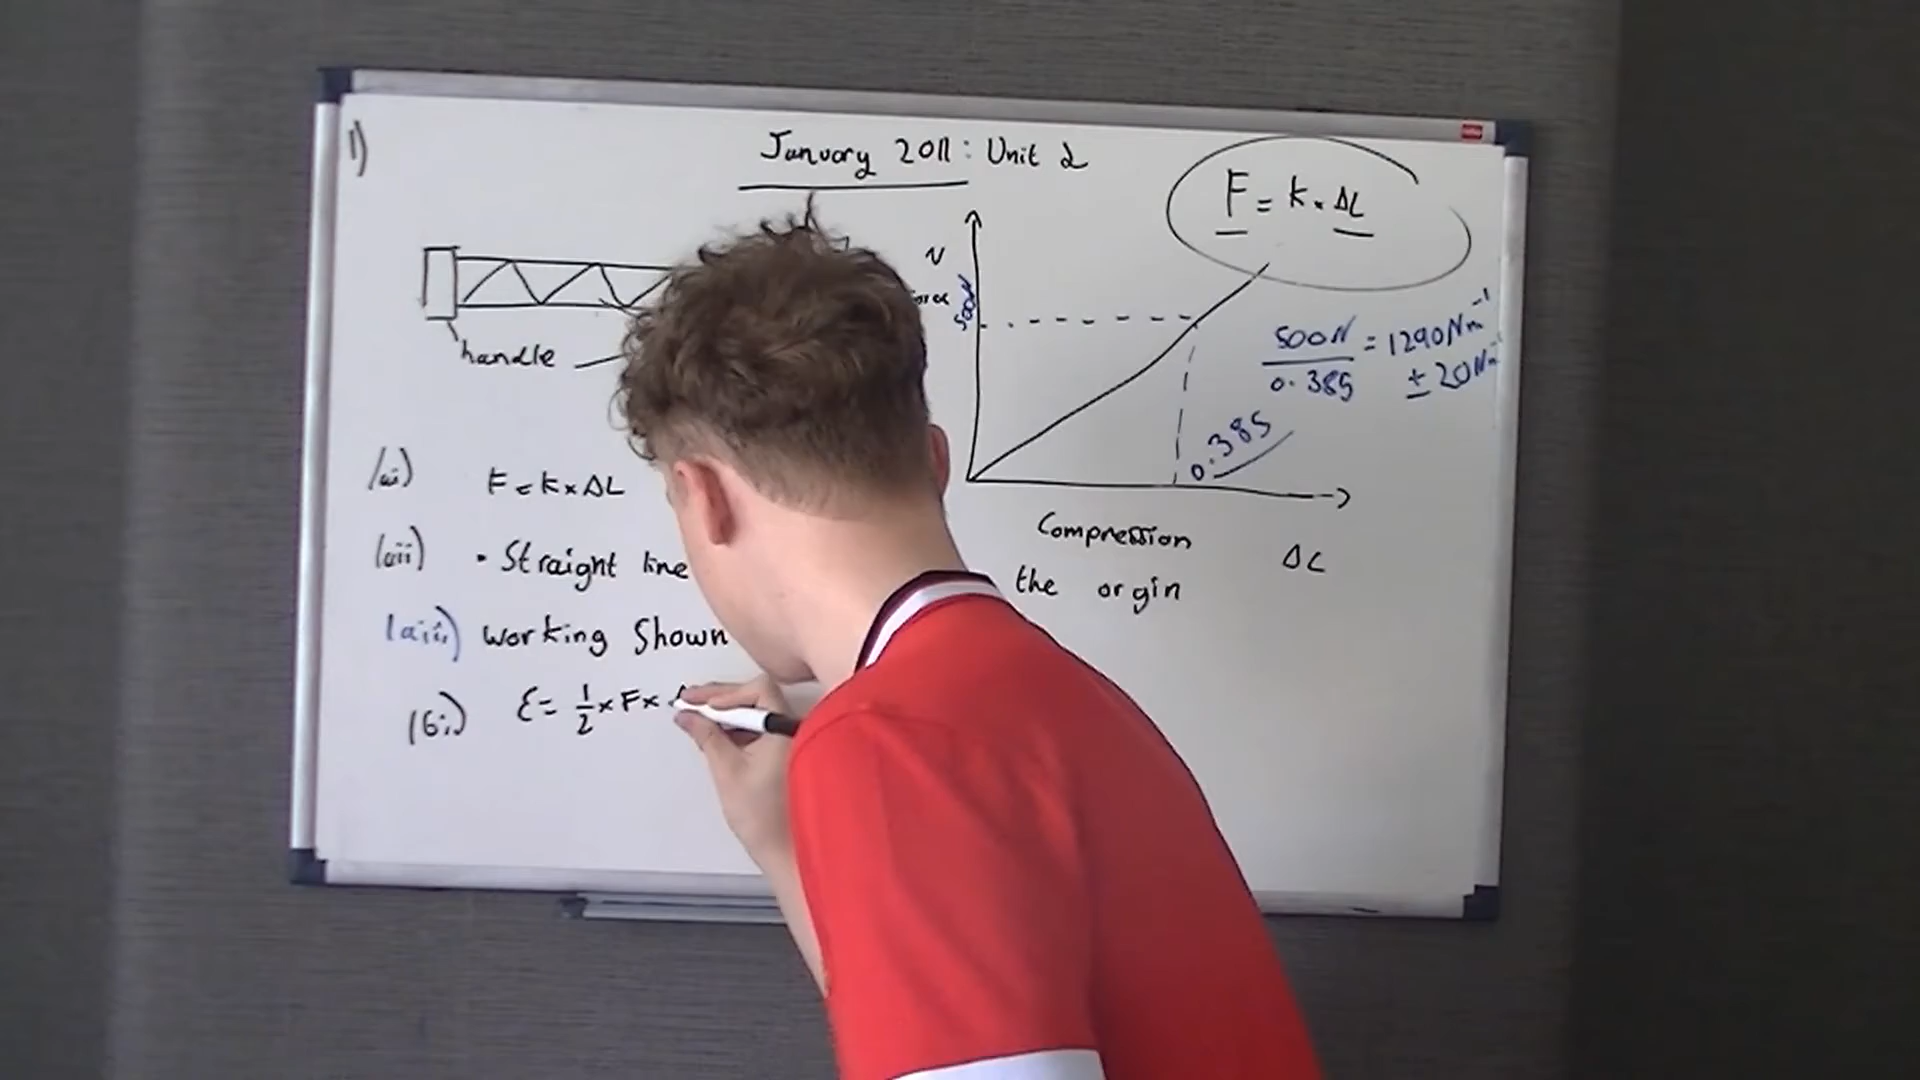 1)
January 2011: Unit 2
F = k × ΔL
N
500N
handle
500N
0.385
= 1290Nm⁻¹
± 20Nm⁻¹
0.385
(ai) F = K × ΔL
Compression ΔL
(aii) • Straight line the orgin
(aiii) Working Shown
(bi) E = 1/2 × F ×